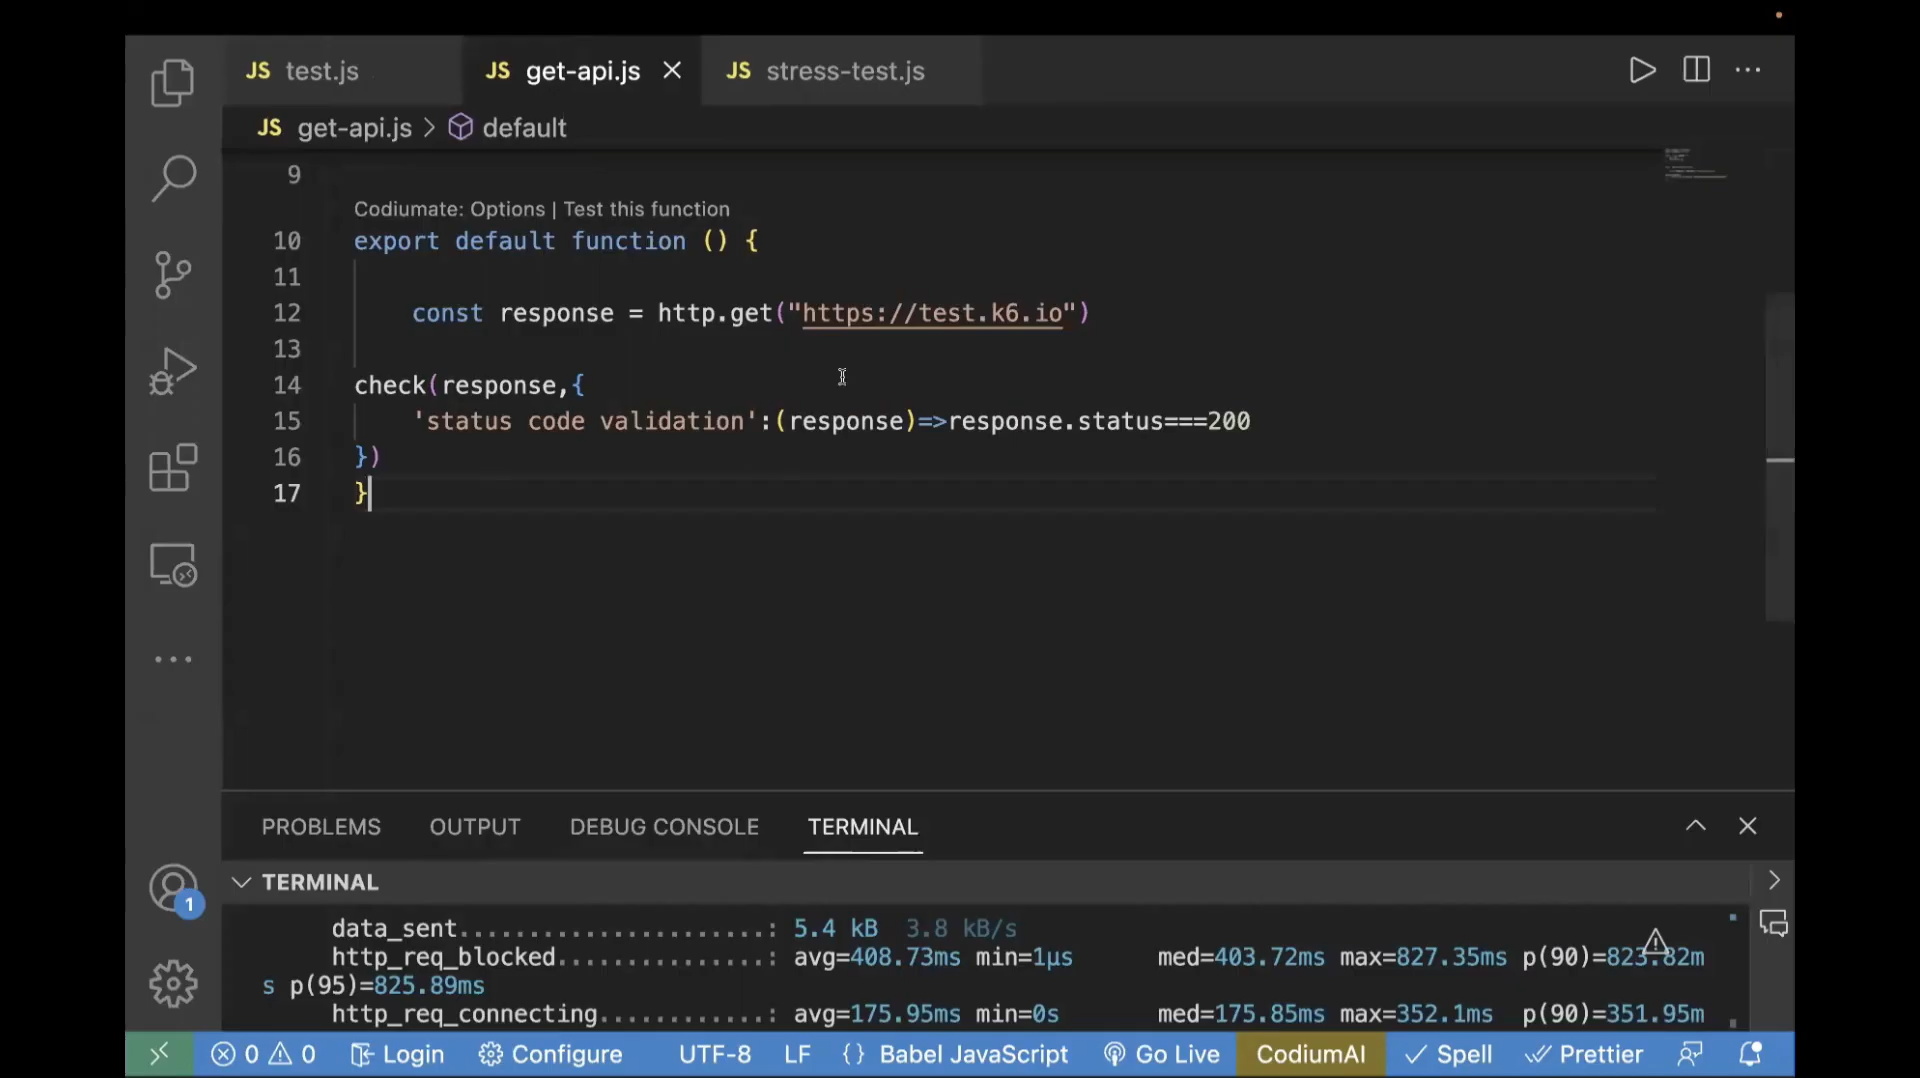 JS test.js
JS get-api.js
JS stress-test.js
JS get-api.js > default
9
Codiumate: Options | Test this function
10 export default function () {
11
12 const response = http.get("https://test.k6.io")
13
14 check(response,{
15 'status code validation':(response)=>response.status===200
16 })
17 }
PROBLEMS OUTPUT DEBUG CONSOLE TERMINAL
TERMINAL
data_sent......................: 5.4 kB 3.8 kB/s
http_req_blocked...............: avg=408.73ms min=1µs med=403.72ms max=827.35ms p(90)=823.82m
s p(95)=825.89ms
http_req_connecting............: avg=175.95ms min=0s med=175.85ms max=352.1ms p(90)=351.95m
1
0 0 Login Configure UTF-8 LF {} Babel JavaScript Go Live CodiumAI Spell Prettier